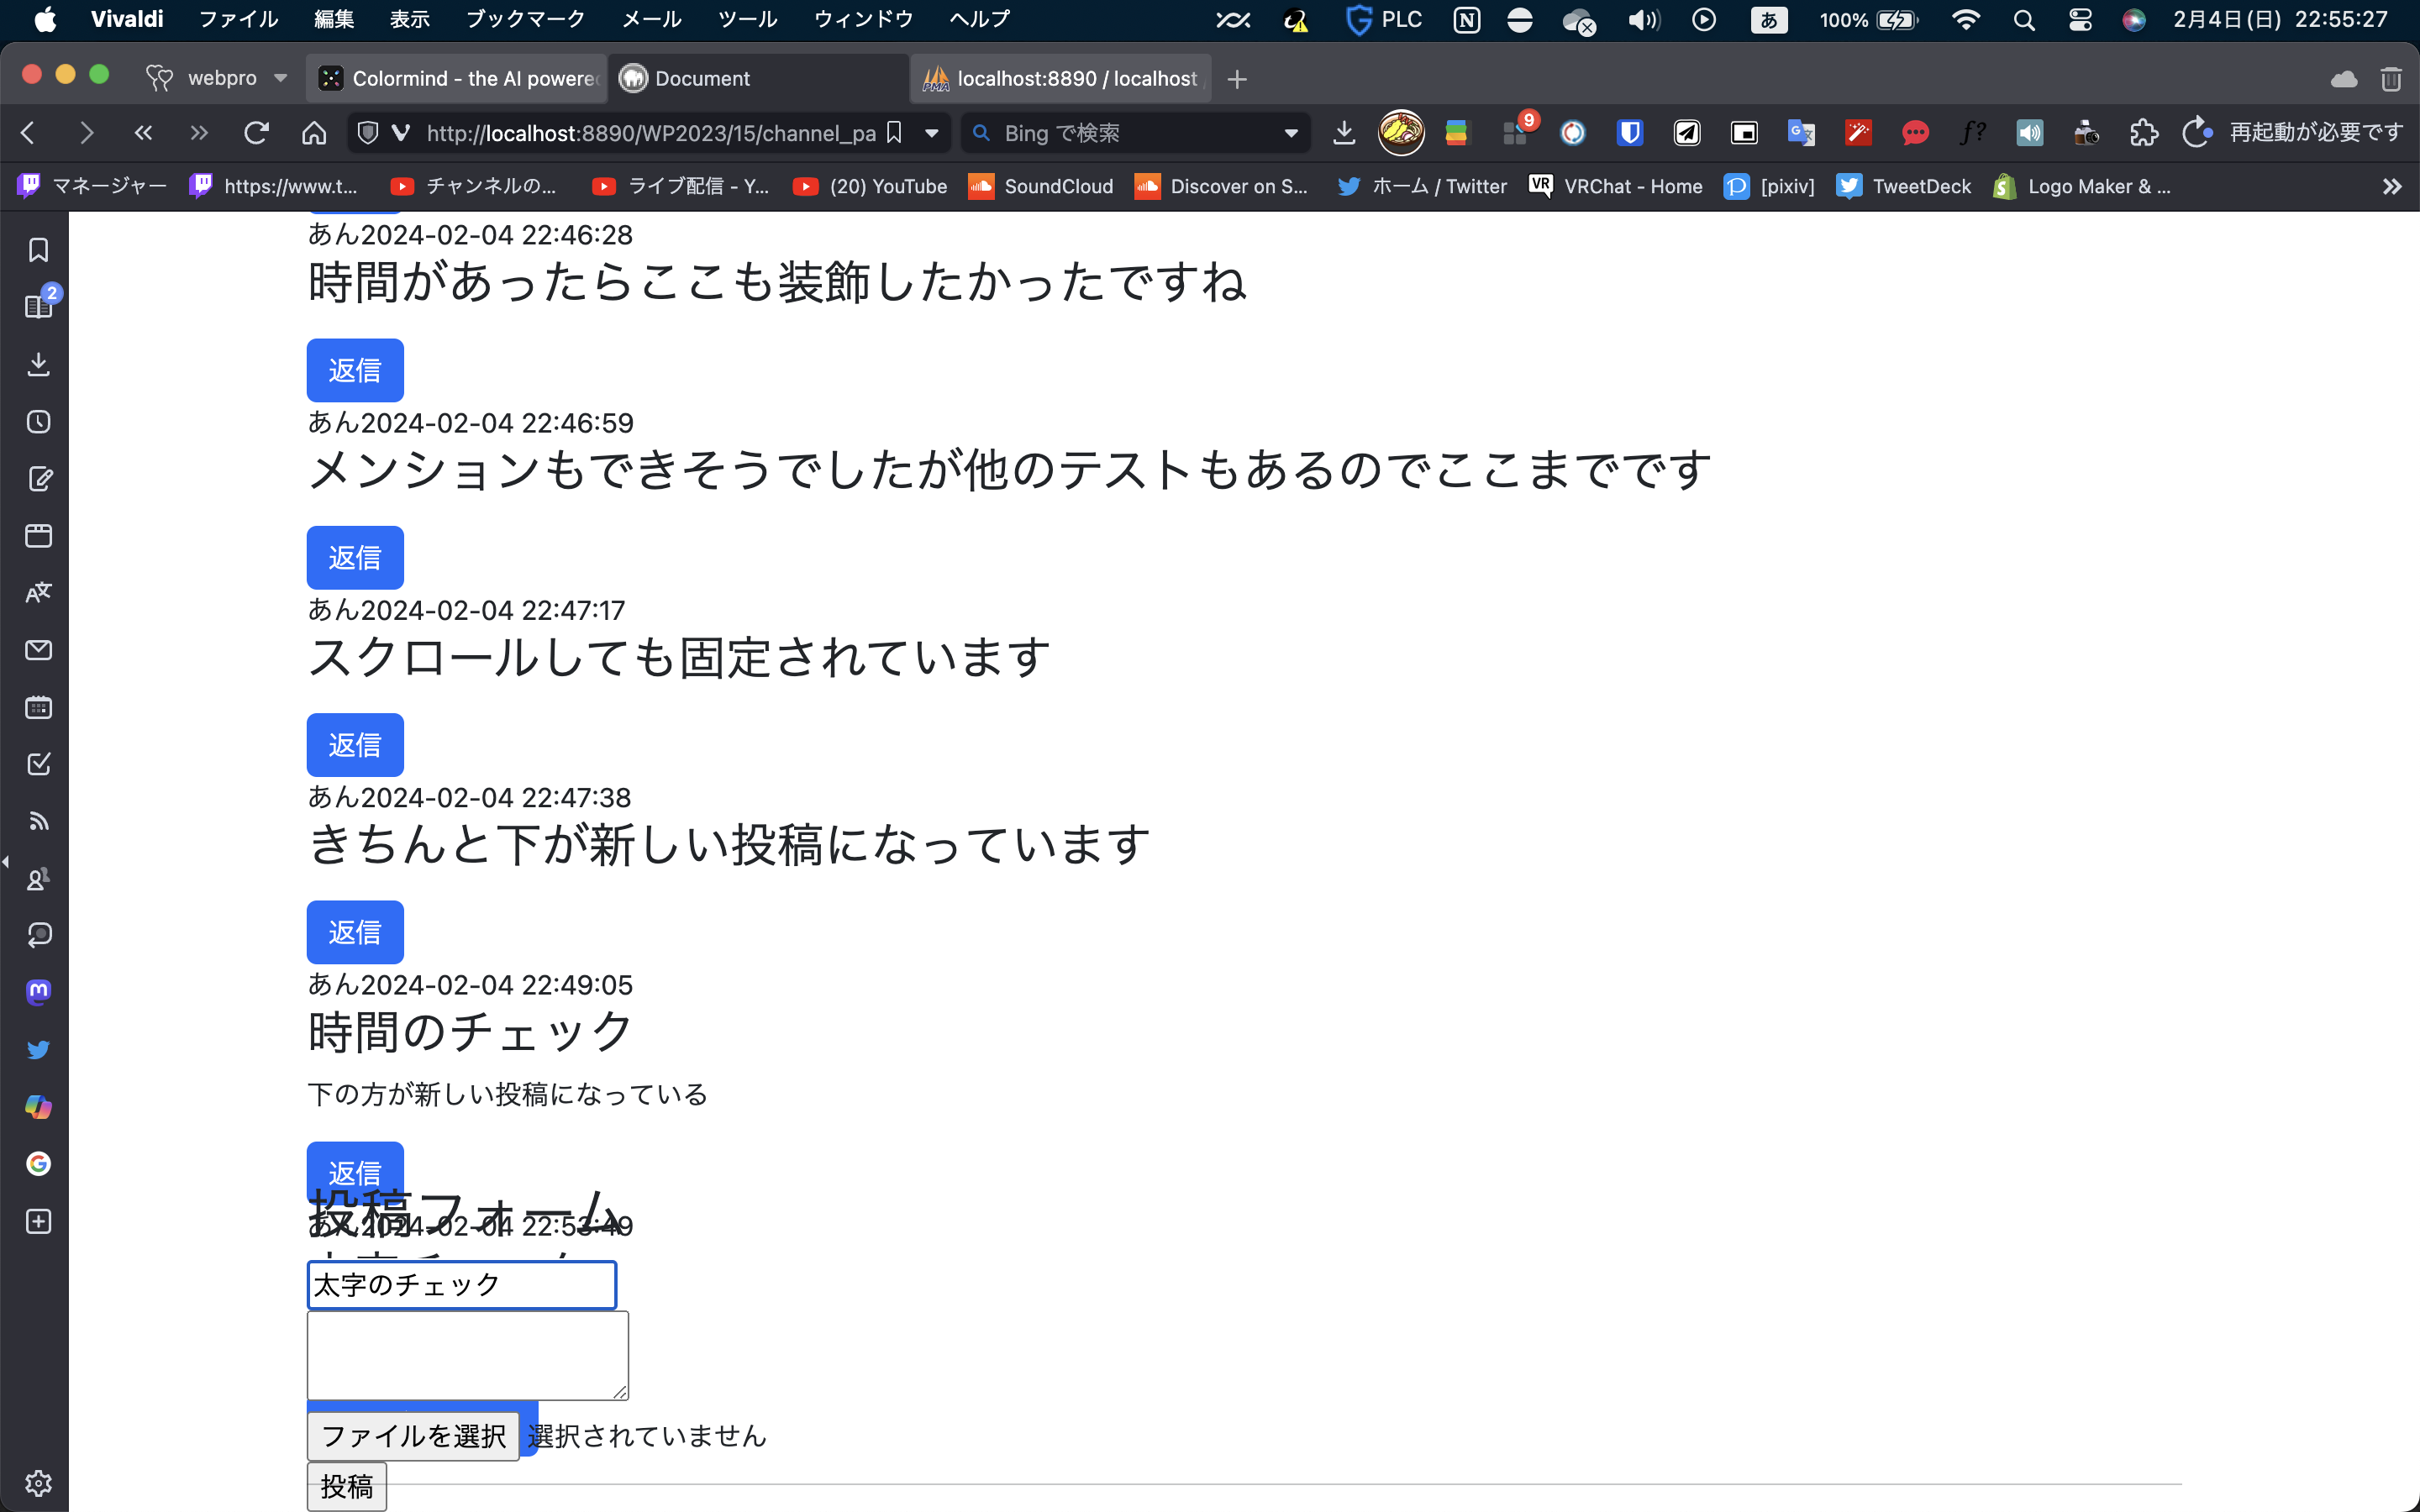 Vivaldi ファイル 編集 表示 ブックマーク メール ツール ウィンドウ ヘルプ PLC あ 100% 2月4日(日) 22:55:27
webpro Colormind - the AI powere Document localhost:8890 / localhost
http://localhost:8890/WP2023/15/channel_pa Bing で検索 9 再起動が必要です
マネージャー https://www.t... チャンネルの... ライブ配信 - Y... (20) YouTube SoundCloud Discover on S... ホーム / Twitter VRChat - Home [pixiv] TweetDeck Logo Maker & ...
2
あん2024-02-04 22:46:28
時間があったらここも装飾したかったですね
返信
あん2024-02-04 22:46:59
メンションもできそうでしたが他のテストもあるのでここまでです
返信
あん2024-02-04 22:47:17
スクロールしても固定されています
返信
あん2024-02-04 22:47:38
きちんと下が新しい投稿になっています
返信
あん2024-02-04 22:49:05
時間のチェック
下の方が新しい投稿になっている
返信
投稿フォーム
あん2024-02-04 22:53:49
太字のチェック
ファイルを選択 選択されていません
投稿